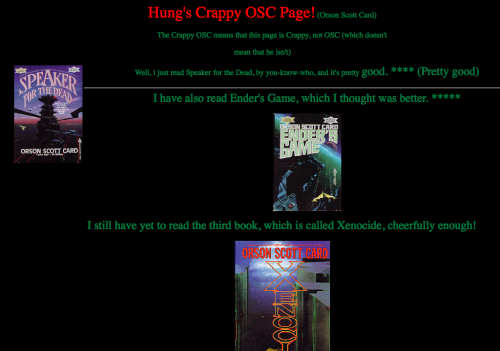 Hung's Crappy OSC Page! (Orson Scott Card)
The Crappy OSC means that this page is Crappy, not OSC (which doesn't
mean that he isn't)
Well, i just read Speaker for the Dead, by you-know-who, and it's pretty good. **** (Pretty good)
SPEAKER
FOR THE DEAD
ORSON SCOTT CARD
I have also read Ender's Game, which I thought was better. *****
ORSON SCOTT CARD
ENDER'S
GAME
I still have yet to read the third book, which is called Xenocide, cheerfully enough!
ORSON SCOTT CARD
XENOC